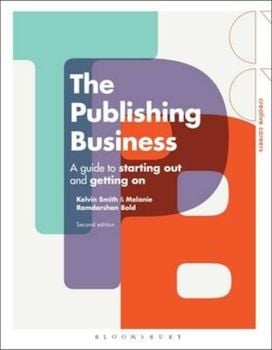 The
Publishing
Business
A guide to starting out
and getting on
Kelvin Smith & Melanie
Ramdarshan Bold
Second edition
creative careers
BLOOMSBURY